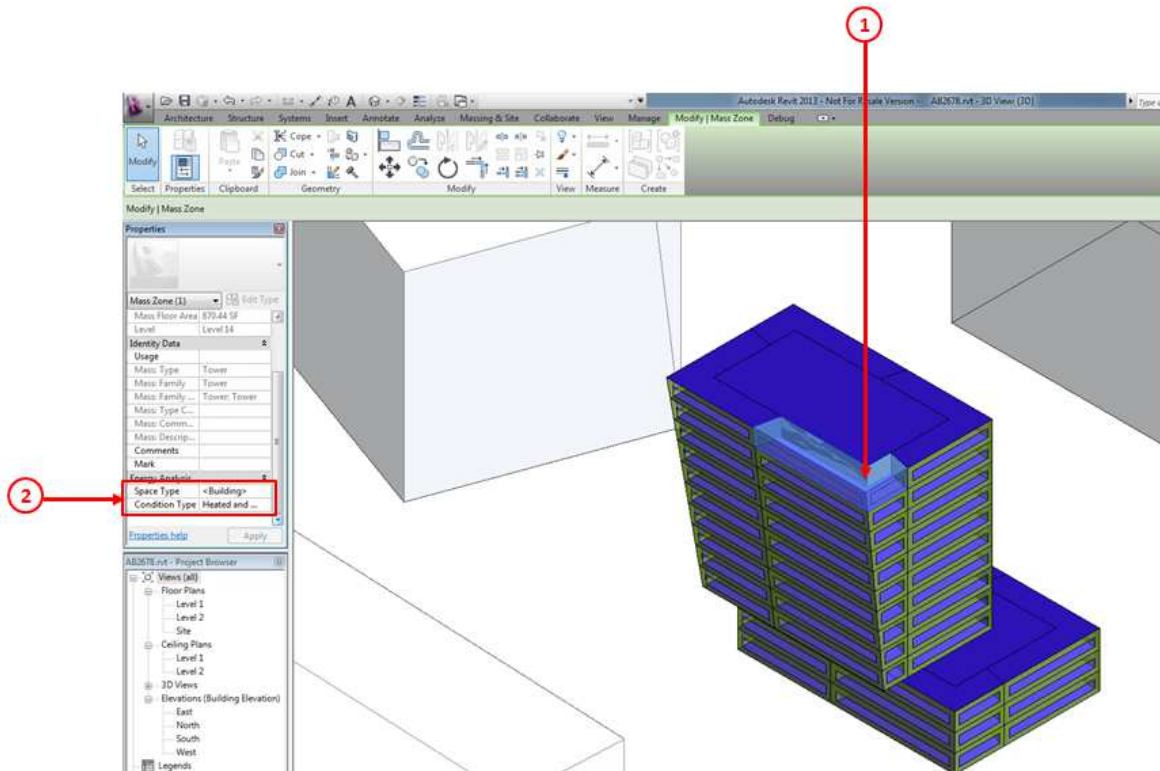 1
Autodesk Revit 2013 - Not For Resale Version - AB2678.rvt - 3D View: {3D}
Architecture Structure Systems Insert Annotate Analyze Massing & Site Collaborate View Manage Modify | Mass Zone Debug
Modify Paste Cope Cut Join
Select Properties Clipboard Geometry Modify View Measure Create
Modify | Mass Zone
Properties
Mass Zone (1) Edit Type
Mass Floor Area 870.44 SF
Level Level 14
Identity Data
Usage
Mass: Type Tower
Mass: Family Tower
Mass: Family ... Tower: Tower
Mass: Type C...
Mass: Comm...
Mass: Descrip...
Comments
Mark
Energy Analysis
2
Space Type <Building>
Condition Type Heated and ...
Properties help Apply
AB2678.rvt - Project Browser
Views (all)
Floor Plans
Level 1
Level 2
Site
Ceiling Plans
Level 1
Level 2
3D Views
Elevations (Building Elevation)
East
North
South
West
Legends